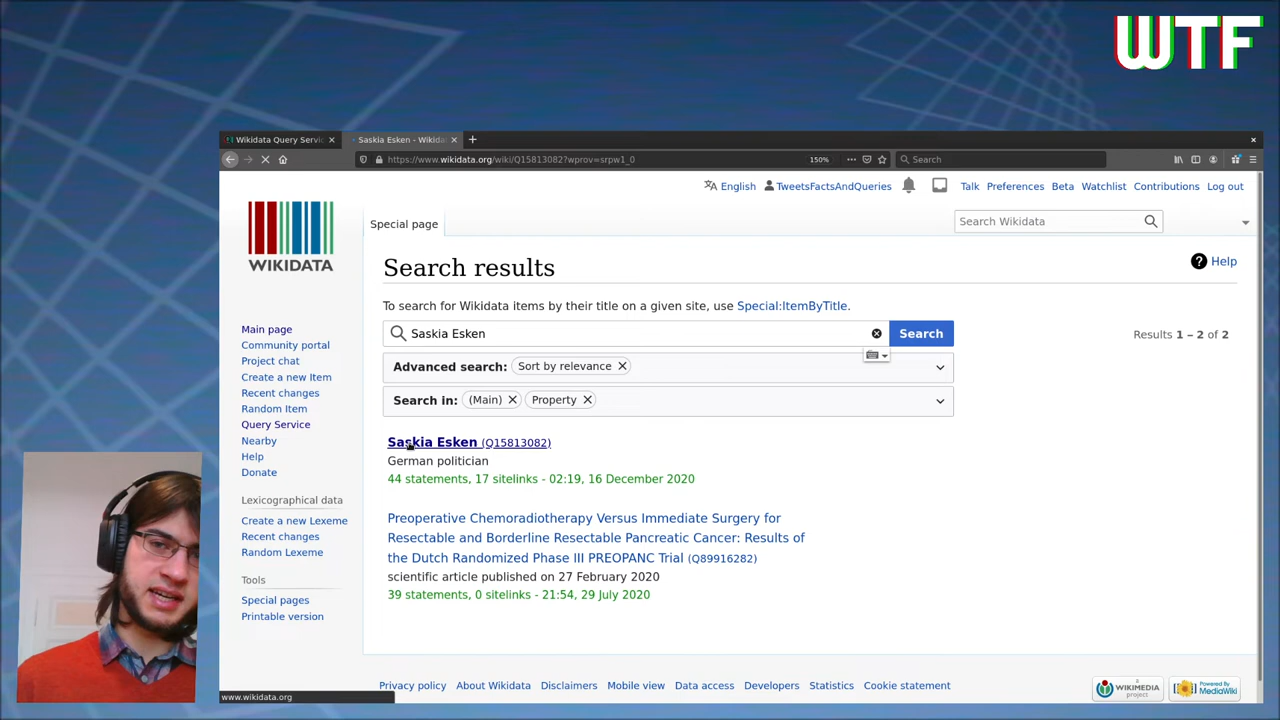 WTF
Wikidata Query Servic
Saskia Esken - Wikida
https://www.wikidata.org/wiki/Q15813082?wprov=srpw1_0
150%
Search
English
TweetsFactsAndQueries
Talk
Preferences
Beta
Watchlist
Contributions
Log out
WIKIDATA
Special page
Search Wikidata
Search results
Help
To search for Wikidata items by their title on a given site, use Special:ItemByTitle.
Saskia Esken
Search
Results 1 – 2 of 2
Advanced search: Sort by relevance
Search in: (Main) Property
Main page
Community portal
Project chat
Create a new Item
Recent changes
Random Item
Query Service
Nearby
Help
Donate
Lexicographical data
Create a new Lexeme
Recent changes
Random Lexeme
Tools
Special pages
Printable version
Saskia Esken (Q15813082)
German politician
44 statements, 17 sitelinks - 02:19, 16 December 2020
Preoperative Chemoradiotherapy Versus Immediate Surgery for
Resectable and Borderline Resectable Pancreatic Cancer: Results of
the Dutch Randomized Phase III PREOPANC Trial (Q89916282)
scientific article published on 27 February 2020
39 statements, 0 sitelinks - 21:54, 29 July 2020
Privacy policy
About Wikidata
Disclaimers
Mobile view
Data access
Developers
Statistics
Cookie statement
A WIKIMEDIA project
Powered By MediaWiki
www.wikidata.org